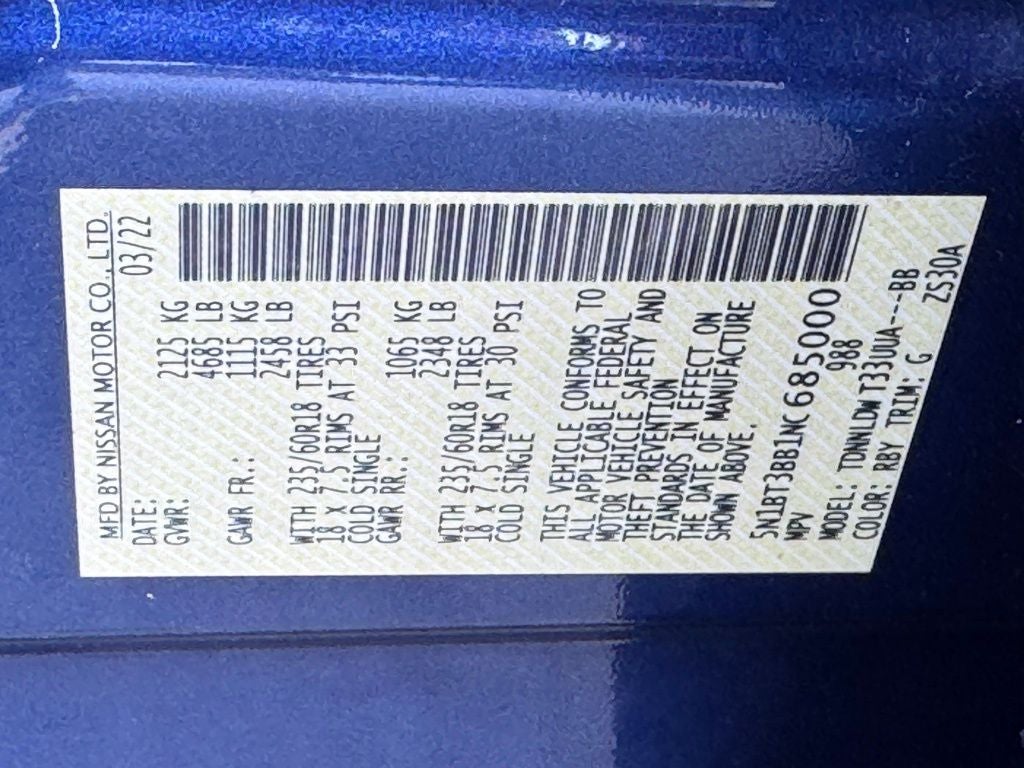 MFD BY NISSAN MOTOR CO., LTD.
DATE: 03/22
GVWR: 2125 KG
4685 LB
GAWR FR.: 1115 KG
2458 LB
WITH 235/60R18 TIRES
18 X 7.5 RIMS AT 33 PSI
COLD SINGLE
GAWR RR.: 1065 KG
2348 LB
WITH 235/60R18 TIRES
18 X 7.5 RIMS AT 30 PSI
COLD SINGLE
THIS VEHICLE CONFORMS TO
ALL APPLICABLE FEDERAL
MOTOR VEHICLE SAFETY AND
THEFT PREVENTION
STANDARDS IN EFFECT ON
THE DATE OF MANUFACTURE
SHOWN ABOVE.
5N1BT3BB1NC685000
MPV 988
MODEL: TDNNLDW T33UUA---BB
COLOR: RBY TRIM: G ZS30A